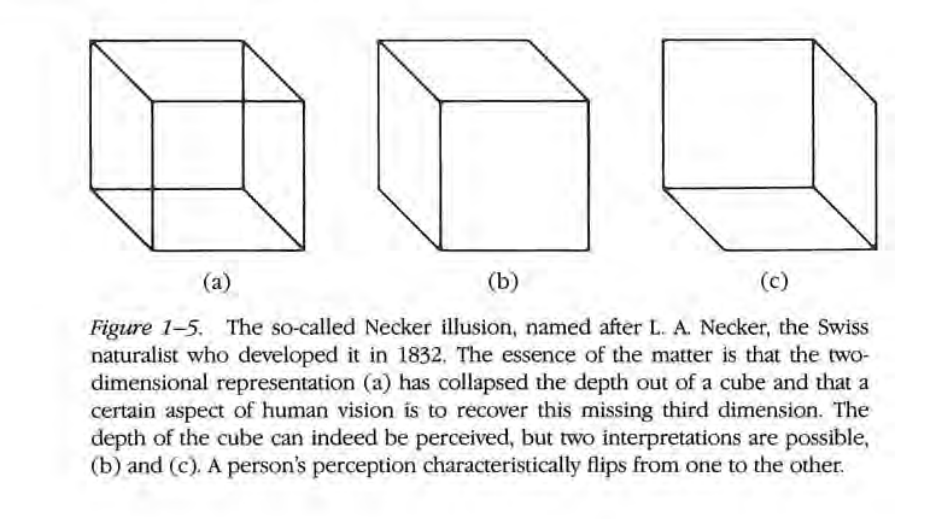 (a) (b) (c)
Figure 1–5. The so-called Necker illusion, named after L. A. Necker, the Swiss
naturalist who developed it in 1832. The essence of the matter is that the two-
dimensional representation (a) has collapsed the depth out of a cube and that a
certain aspect of human vision is to recover this missing third dimension. The
depth of the cube can indeed be perceived, but two interpretations are possible,
(b) and (c). A person's perception characteristically flips from one to the other.